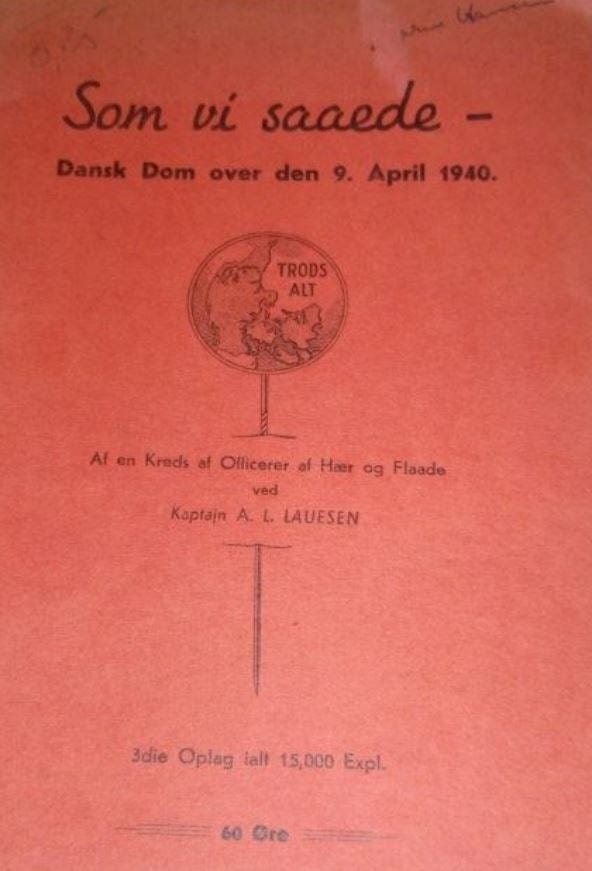 Som vi saaede –
Dansk Dom over den 9. April 1940.
TRODS
ALT
Af en Kreds af Officerer af Hær og Flaade
ved
Kaptajn A. L. LAUESEN
3die Oplag ialt 15,000 Expl.
60 Øre